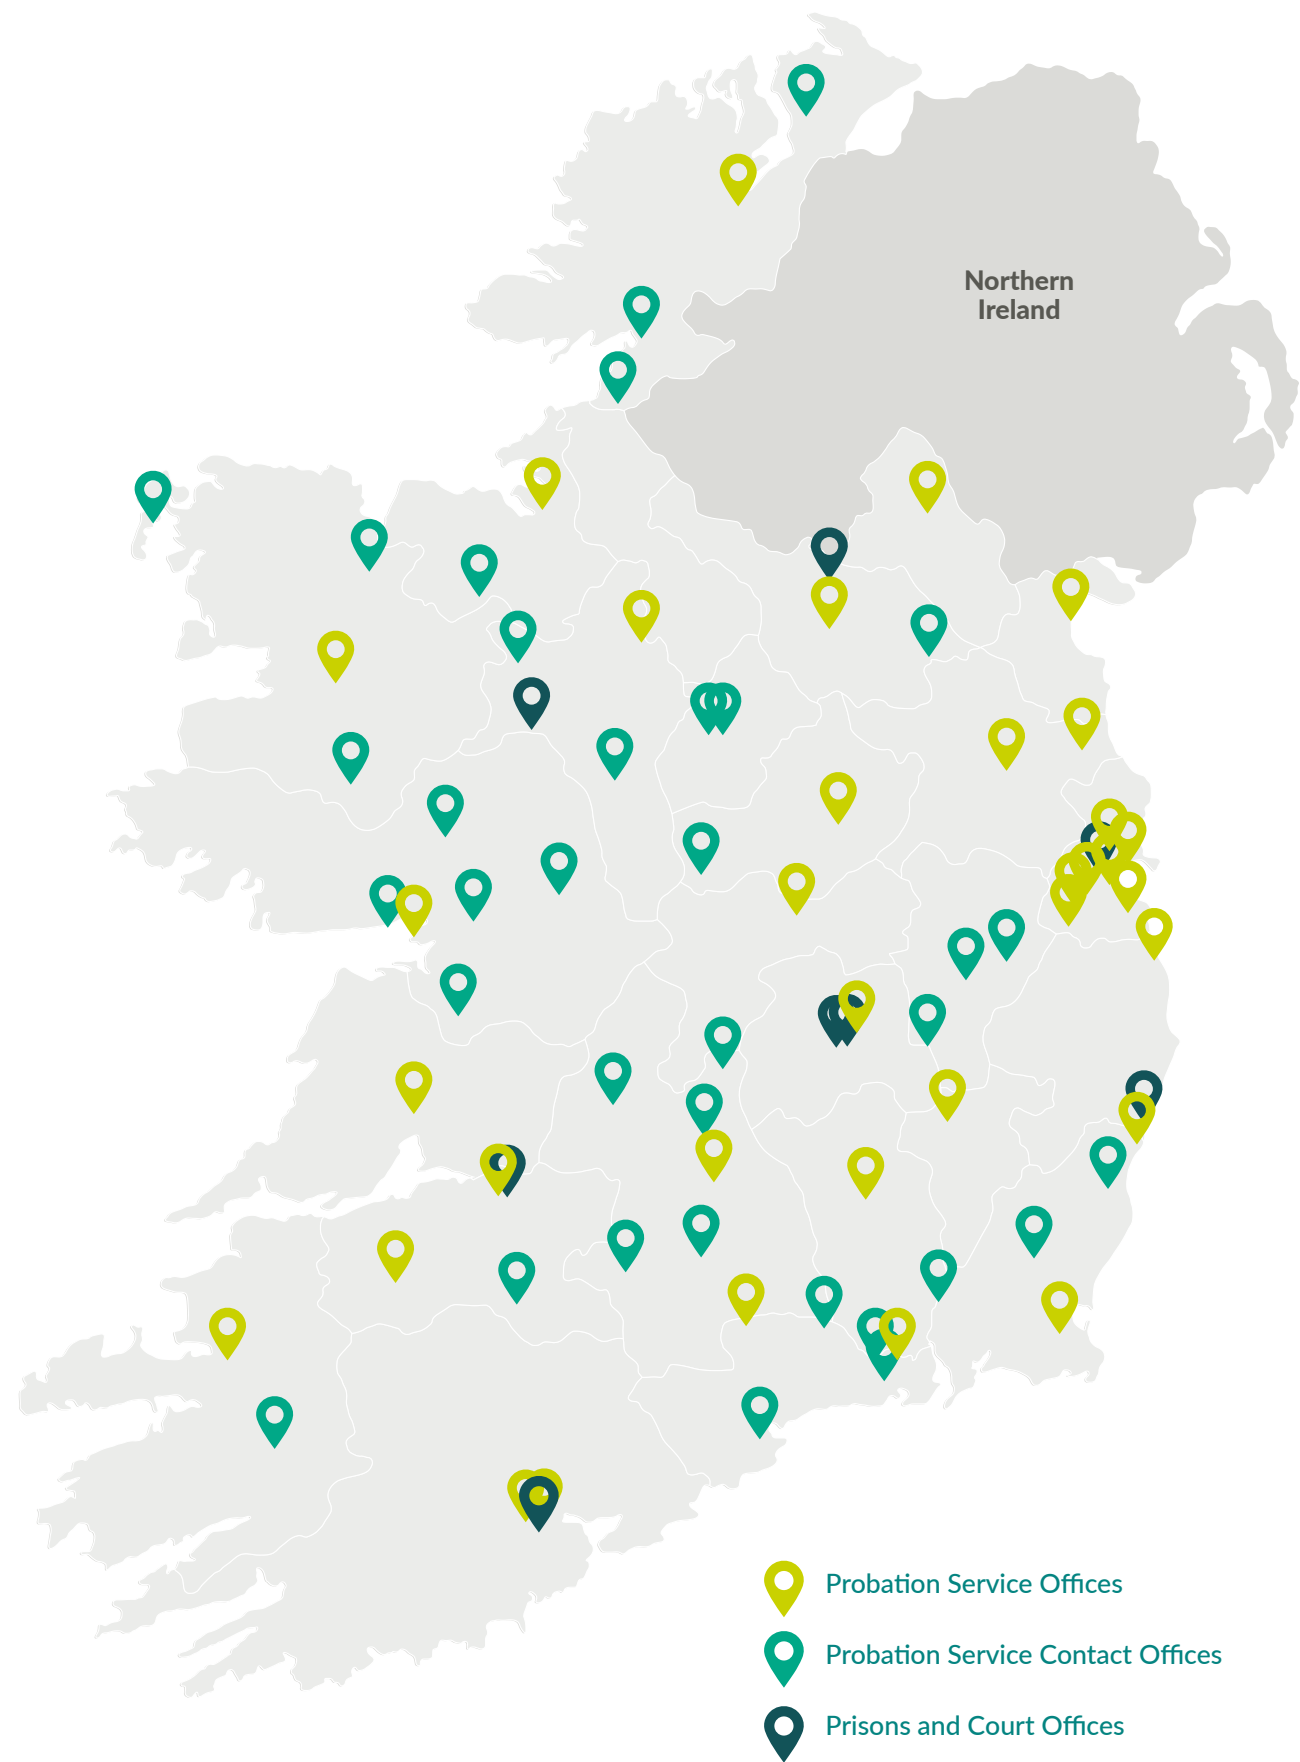 Northern
Ireland
Probation Service Offices
Probation Service Contact Offices
Prisons and Court Offices